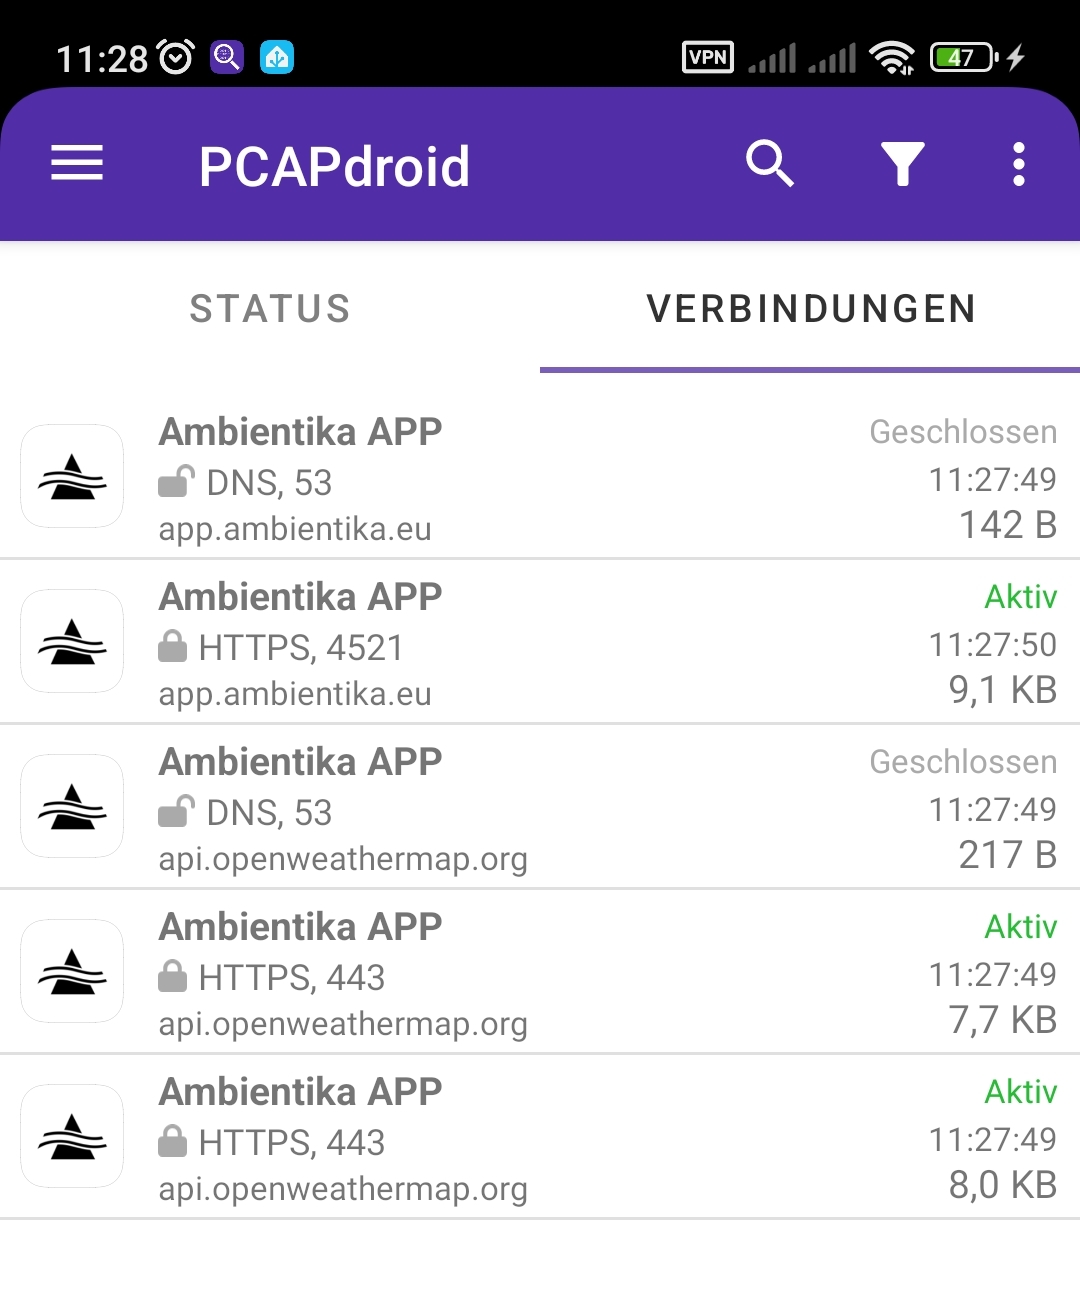 11:28
VPN
47
PCAPdroid
STATUS
VERBINDUNGEN
Ambientika APP
Geschlossen
DNS, 53
11:27:49
app.ambientika.eu
142 B
Ambientika APP
Aktiv
HTTPS, 4521
11:27:50
app.ambientika.eu
9,1 KB
Ambientika APP
Geschlossen
DNS, 53
11:27:49
api.openweathermap.org
217 B
Ambientika APP
Aktiv
HTTPS, 443
11:27:49
api.openweathermap.org
7,7 KB
Ambientika APP
Aktiv
HTTPS, 443
11:27:49
api.openweathermap.org
8,0 KB